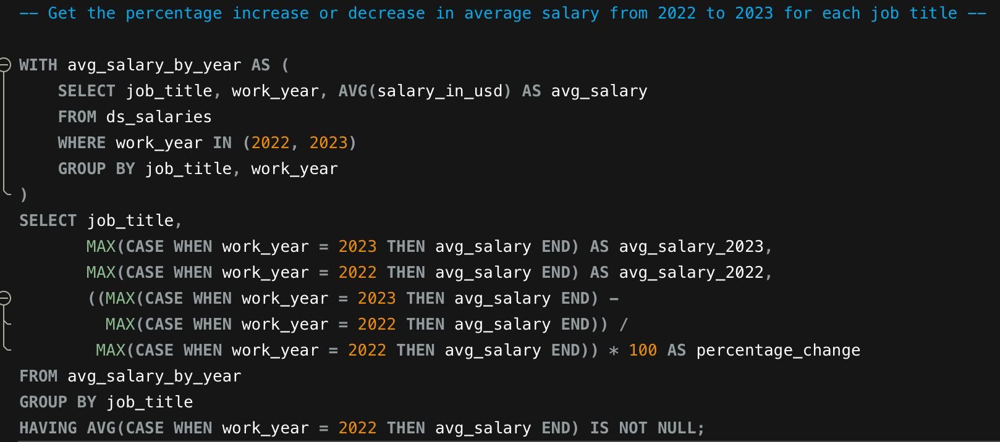 -- Get the percentage increase or decrease in average salary from 2022 to 2023 for each job title --
WITH avg_salary_by_year AS (
    SELECT job_title, work_year, AVG(salary_in_usd) AS avg_salary
    FROM ds_salaries
    WHERE work_year IN (2022, 2023)
    GROUP BY job_title, work_year
)
SELECT job_title,
       MAX(CASE WHEN work_year = 2023 THEN avg_salary END) AS avg_salary_2023,
       MAX(CASE WHEN work_year = 2022 THEN avg_salary END) AS avg_salary_2022,
       ((MAX(CASE WHEN work_year = 2023 THEN avg_salary END) -
         MAX(CASE WHEN work_year = 2022 THEN avg_salary END)) /
        MAX(CASE WHEN work_year = 2022 THEN avg_salary END)) * 100 AS percentage_change
FROM avg_salary_by_year
GROUP BY job_title
HAVING AVG(CASE WHEN work_year = 2022 THEN avg_salary END) IS NOT NULL;